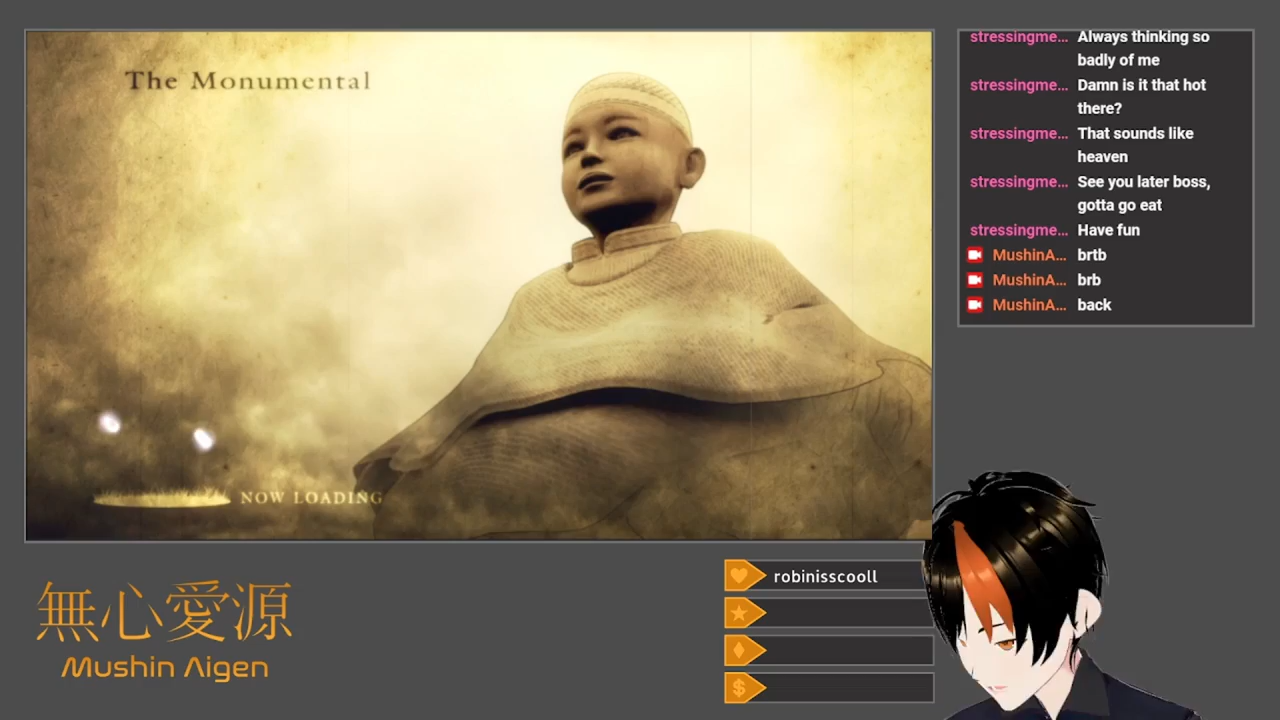 The Monumental
NOW LOADING
stressingme... Always thinking so
badly of me
stressingme... Damn is it that hot
there?
stressingme... That sounds like
heaven
stressingme... See you later boss,
gotta go eat
stressingme... Have fun
MushinA... brtb
MushinA... brb
MushinA... back
robinisscooll
無心愛源
Mushin Aigen